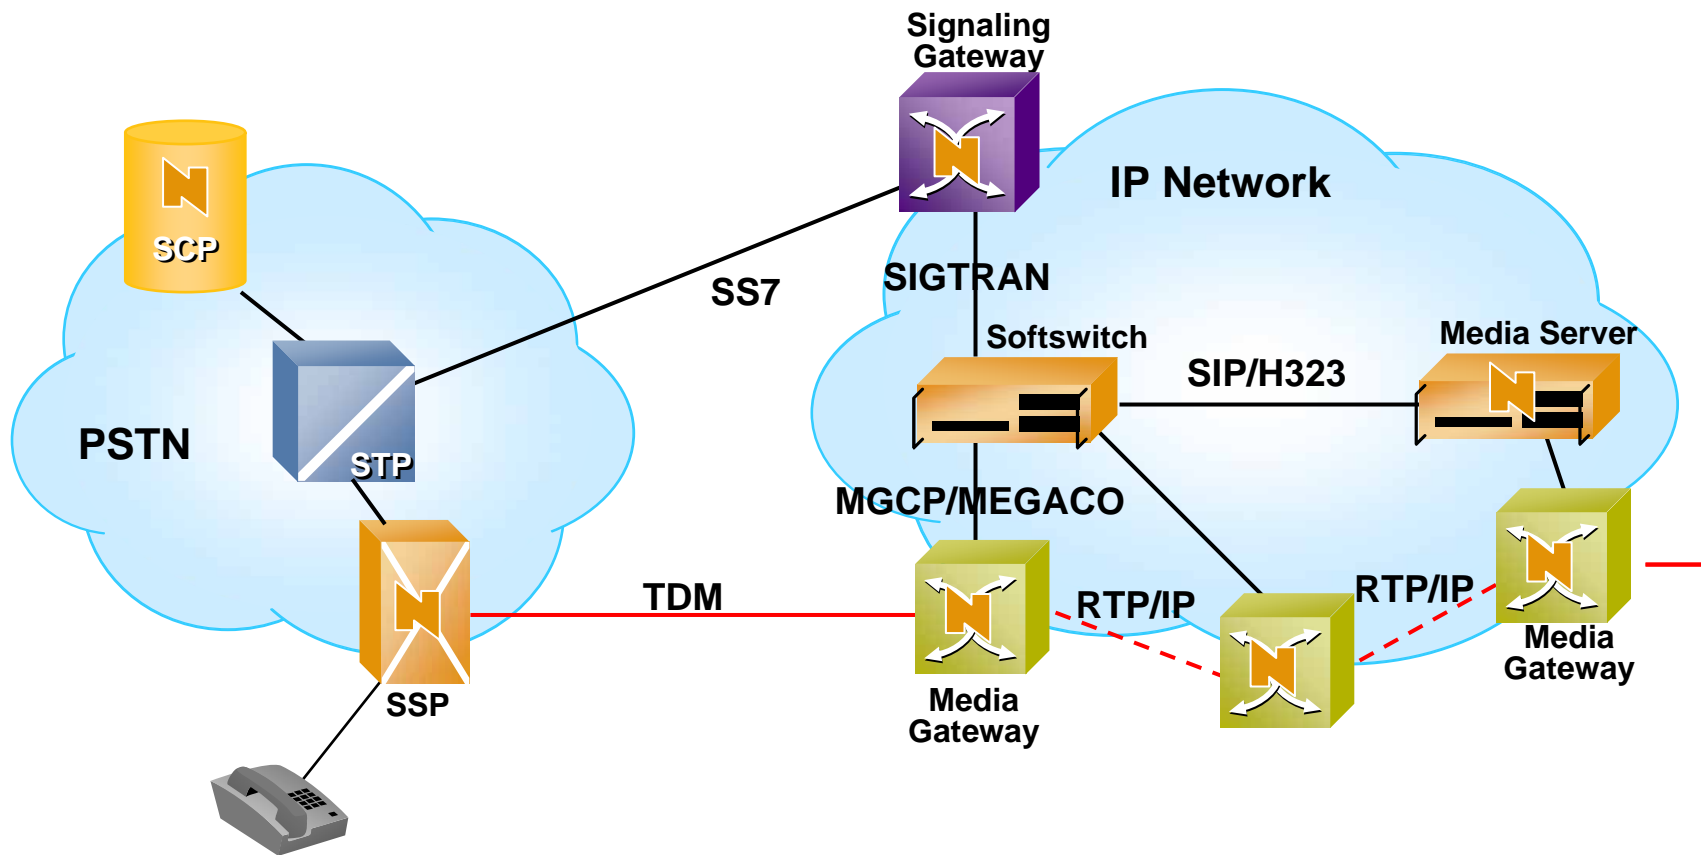 Signaling
Gateway
IP Network
SCP
SS7
SIGTRAN
Softswitch
Media Server
SIP/H323
PSTN
STP
MGCP/MEGACO
TDM
RTP/IP
RTP/IP
Media
Gateway
SSP
Media
Gateway